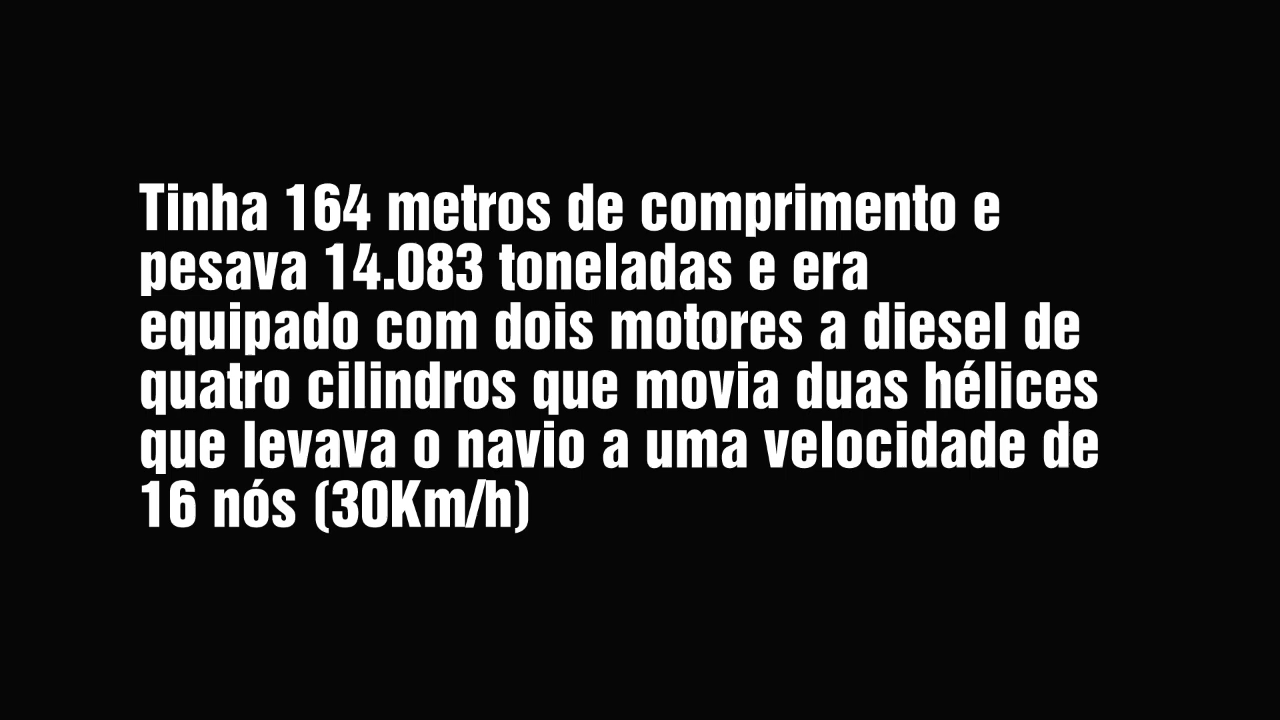 Tinha 164 metros de comprimento e
pesava 14.083 toneladas e era
equipado com dois motores a diesel de
quatro cilindros que movia duas hélices
que levava o navio a uma velocidade de
16 nós (30Km/h)